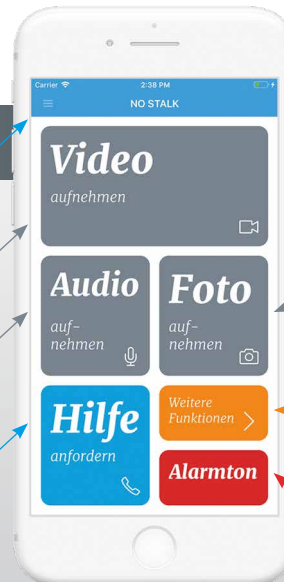 Carrier 2:38 PM
NO STALK
Video
aufnehmen
Audio
auf-
nehmen
Foto
auf-
nehmen
Hilfe
anfordern
Weitere
Funktionen
Alarmton